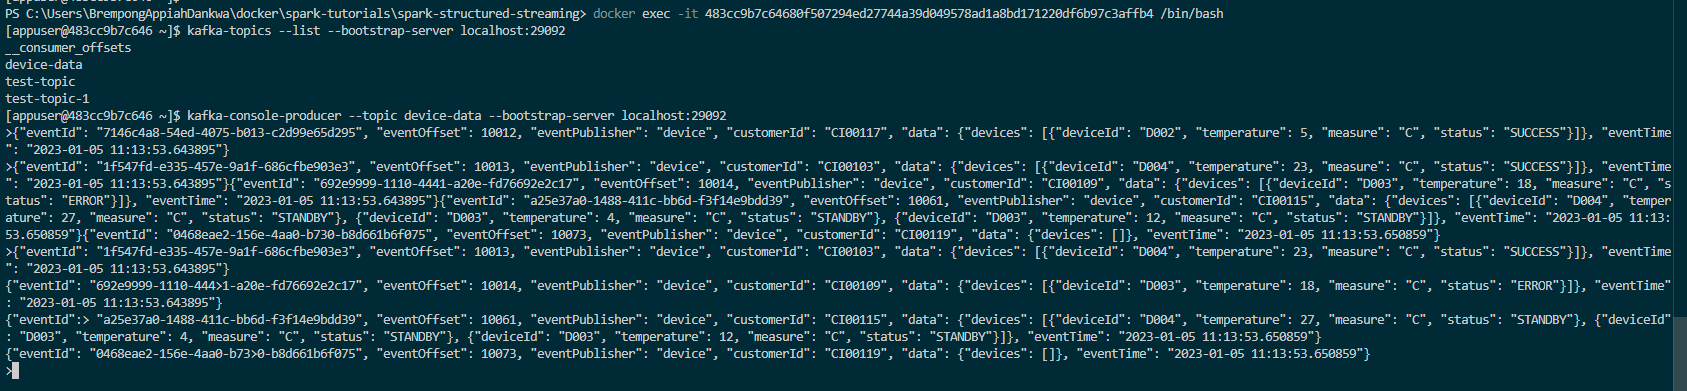 PS C:\Users\BrempongAppiahDankwa\docker\spark-tutorials\spark-structured-streaming> docker exec -it 483cc9b7c64680f507294ed27744a39d049578ad1a8bd171220df6b97c3affb4 /bin/bash
[appuser@483cc9b7c646 ~]$ kafka-topics --list --bootstrap-server localhost:29092
__consumer_offsets
device-data
test-topic
test-topic-1
[appuser@483cc9b7c646 ~]$ kafka-console-producer --topic device-data --bootstrap-server localhost:29092
>{"eventId": "7146c4a8-54ed-4075-b013-c2d99e65d295", "eventOffset": 10012, "eventPublisher": "device", "customerId": "CI00117", "data": {"devices": [{"deviceId": "D002", "temperature": 5, "measure": "C", "status": "SUCCESS"}]}, "eventTime
": "2023-01-05 11:13:53.643895"}
>{"eventId": "1f547fd-e335-457e-9a1f-686cfbe903e3", "eventOffset": 10013, "eventPublisher": "device", "customerId": "CI00103", "data": {"devices": [{"deviceId": "D004", "temperature": 23, "measure": "C", "status": "SUCCESS"}]}, "eventTime
": "2023-01-05 11:13:53.643895"}{"eventId": "692e9999-1110-4441-a20e-fd76692e2c17", "eventOffset": 10014, "eventPublisher": "device", "customerId": "CI00109", "data": {"devices": [{"deviceId": "D003", "temperature": 18, "measure": "C", "s
tatus": "ERROR"}]}, "eventTime": "2023-01-05 11:13:53.643895"}{"eventId": "a25e37a0-1488-411c-bb6d-f3f14e9bdd39", "eventOffset": 10061, "eventPublisher": "device", "customerId": "CI00115", "data": {"devices": [{"deviceId": "D004", "temper
ature": 27, "measure": "C", "status": "STANDBY"}, {"deviceId": "D003", "temperature": 4, "measure": "C", "status": "STANDBY"}, {"deviceId": "D003", "temperature": 12, "measure": "C", "status": "STANDBY"}]}, "eventTime": "2023-01-05 11:13:
53.650859"}{"eventId": "0468eae2-156e-4aa0-b730-b8d661b6f075", "eventOffset": 10073, "eventPublisher": "device", "customerId": "CI00119", "data": {"devices": []}, "eventTime": "2023-01-05 11:13:53.650859"}
>{"eventId": "1f547fd-e335-457e-9a1f-686cfbe903e3", "eventOffset": 10013, "eventPublisher": "device", "customerId": "CI00103", "data": {"devices": [{"deviceId": "D004", "temperature": 23, "measure": "C", "status": "SUCCESS"}]}, "eventTime
": "2023-01-05 11:13:53.643895"}
{"eventId": "692e9999-1110-444>1-a20e-fd76692e2c17", "eventOffset": 10014, "eventPublisher": "device", "customerId": "CI00109", "data": {"devices": [{"deviceId": "D003", "temperature": 18, "measure": "C", "status": "ERROR"}]}, "eventTime"
: "2023-01-05 11:13:53.643895"}
{"eventId":> "a25e37a0-1488-411c-bb6d-f3f14e9bdd39", "eventOffset": 10061, "eventPublisher": "device", "customerId": "CI00115", "data": {"devices": [{"deviceId": "D004", "temperature": 27, "measure": "C", "status": "STANDBY"}, {"deviceId"
: "D003", "temperature": 4, "measure": "C", "status": "STANDBY"}, {"deviceId": "D003", "temperature": 12, "measure": "C", "status": "STANDBY"}]}, "eventTime": "2023-01-05 11:13:53.650859"}
{"eventId": "0468eae2-156e-4aa0-b73>0-b8d661b6f075", "eventOffset": 10073, "eventPublisher": "device", "customerId": "CI00119", "data": {"devices": []}, "eventTime": "2023-01-05 11:13:53.650859"}
>